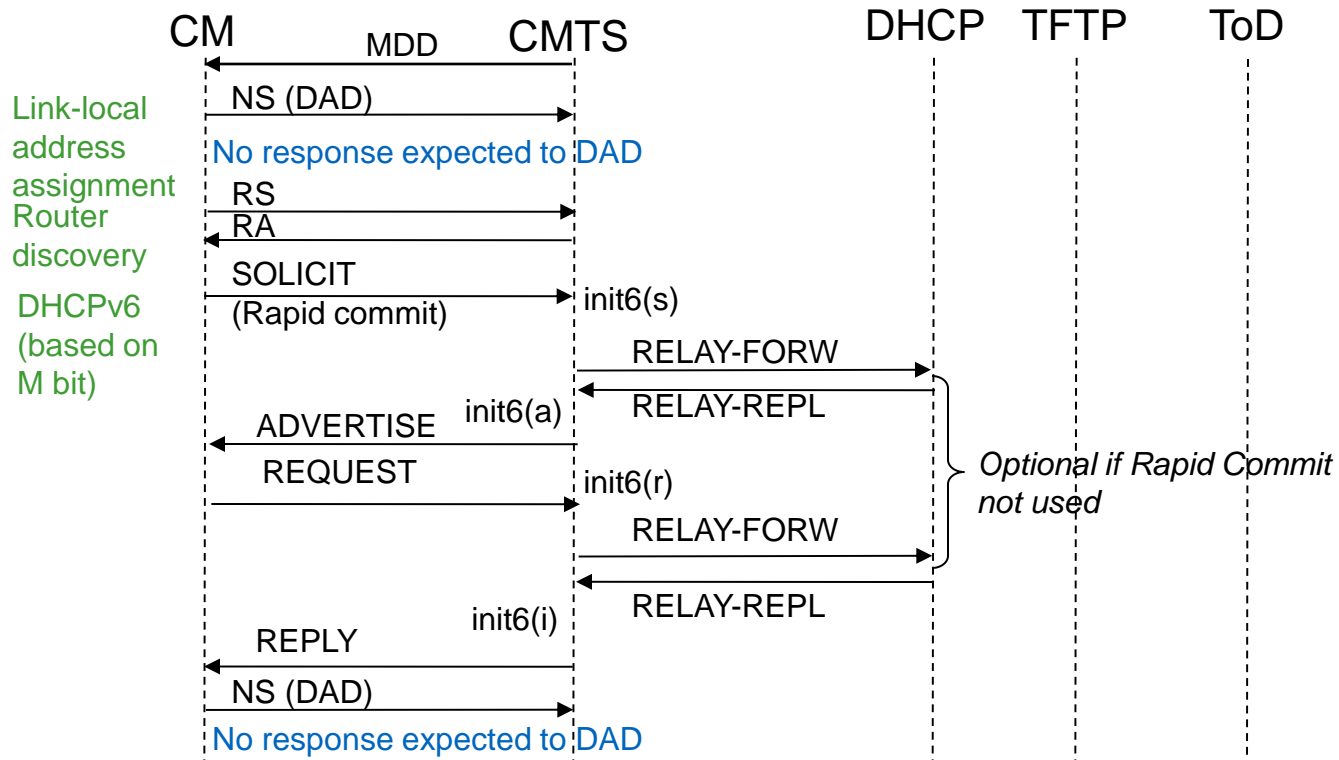 CM
CMTS
DHCP
TFTP
ToD
MDD
NS (DAD)
Link-local
address
assignment
No response expected to DAD
RS
Router
discovery
RA
SOLICIT
(Rapid commit)
init6(s)
DHCPv6
(based on
M bit)
RELAY-FORW
RELAY-REPL
init6(a)
ADVERTISE
REQUEST
init6(r)
Optional if Rapid Commit
not used
RELAY-FORW
RELAY-REPL
init6(i)
REPLY
NS (DAD)
No response expected to DAD